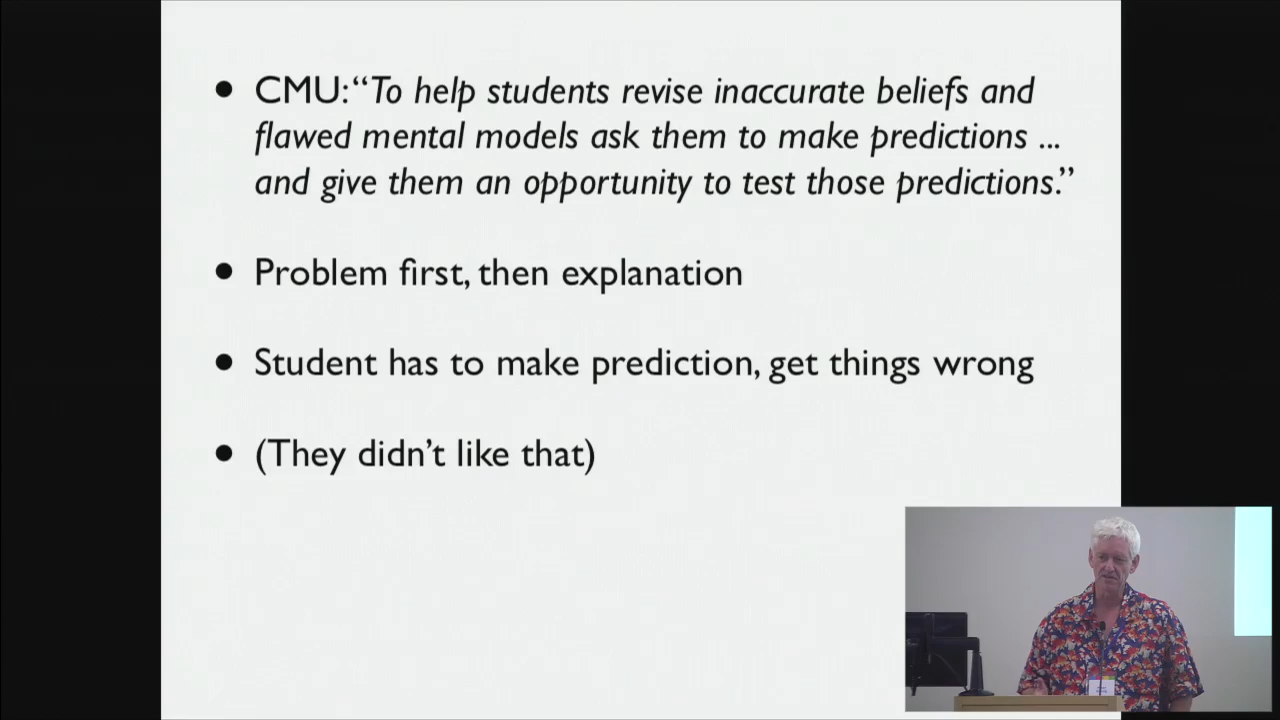 • CMU: “To help students revise inaccurate beliefs and
flawed mental models ask them to make predictions ...
and give them an opportunity to test those predictions.”
• Problem first, then explanation
• Student has to make prediction, get things wrong
• (They didn’t like that)